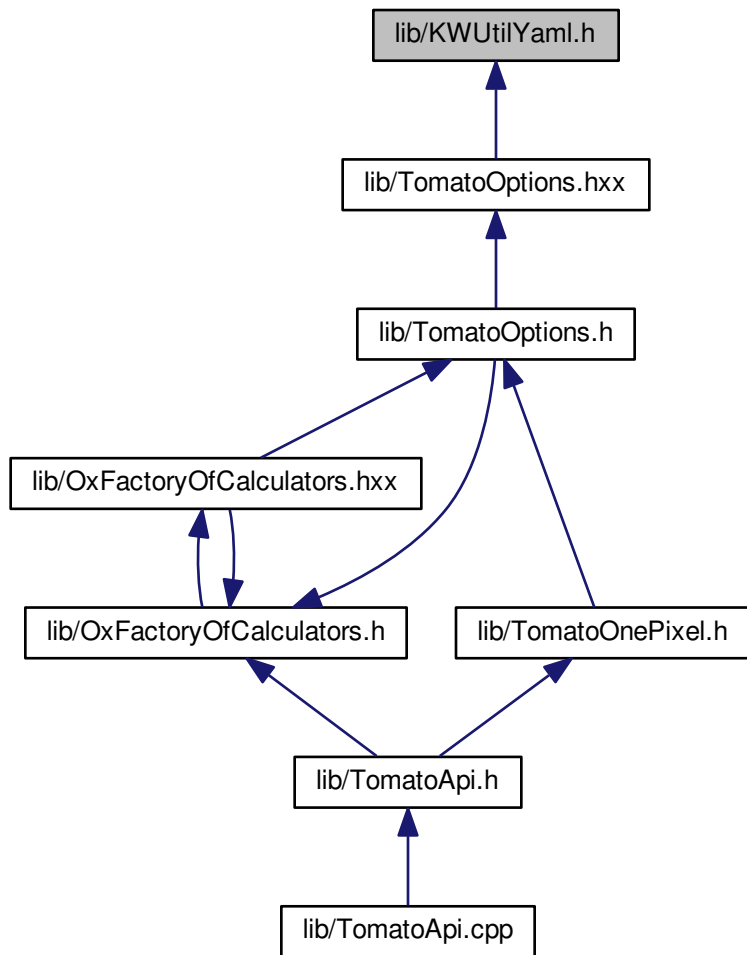 lib/KWUtilYaml.h
lib/TomatoOptions.hxx
lib/TomatoOptions.h
lib/OxFactoryOfCalculators.hxx
lib/OxFactoryOfCalculators.h
lib/TomatoOnePixel.h
lib/TomatoApi.h
lib/TomatoApi.cpp